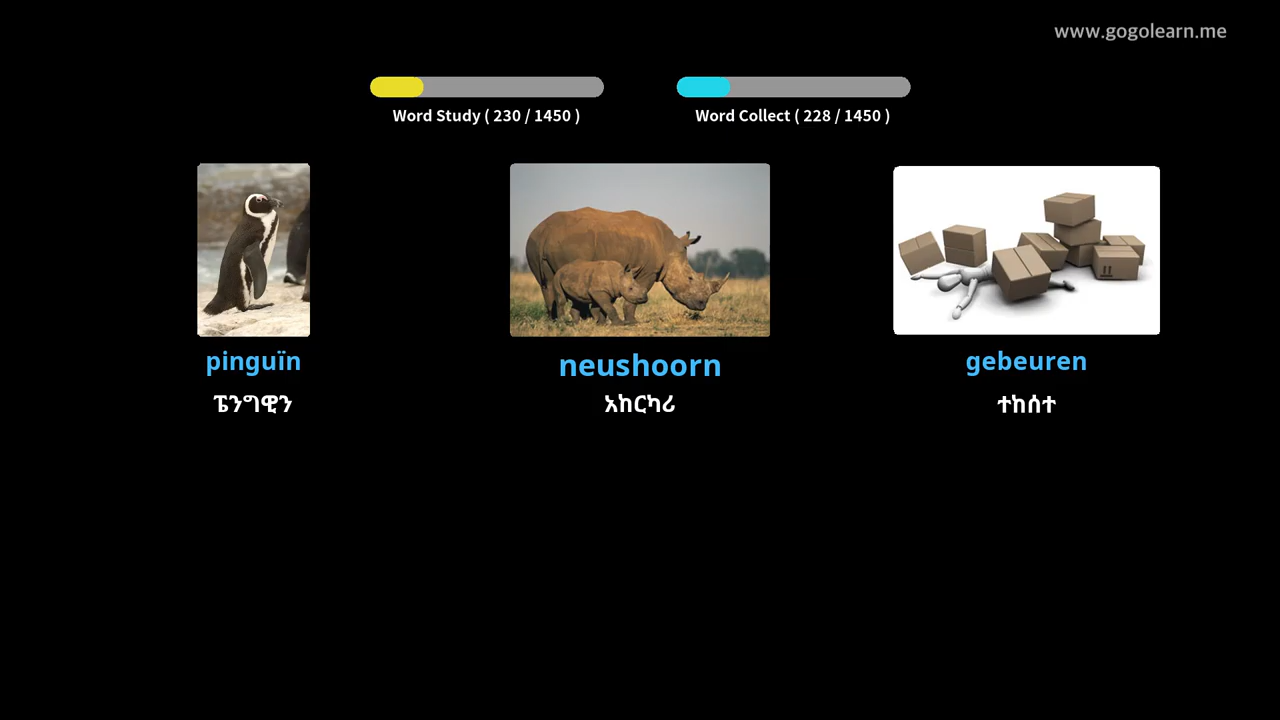 www.gogolearn.me
Word Study ( 230 / 1450 )
Word Collect ( 228 / 1450 )
pinguïn
neushoorn
gebeuren
ፔንግዊን
አከርካሪ
ተከሰተ